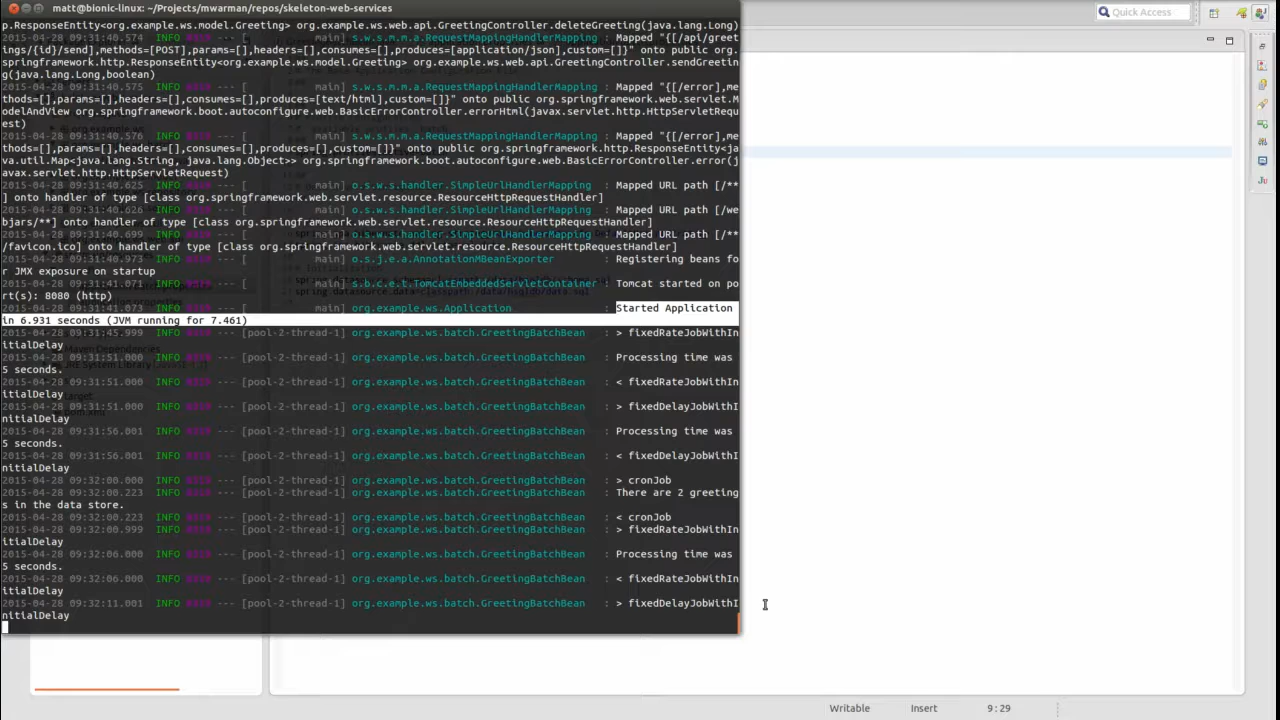 matt@bionic-linux: ~/Projects/mwarman/repos/skeleton-web-services
Quick Access
p.ResponseEntity<org.example.ws.model.Greeting> org.example.ws.web.api.GreetingController.deleteGreeting(java.lang.Long)
2015-04-28 09:31:40.574 INFO --- [ main] s.w.s.m.m.a.RequestMappingHandlerMapping : Mapped "{[/api/greet
ings/{id}/send],methods=[POST],params=[],headers=[],consumes=[],produces=[application/json],custom=[]}" onto public org.
springframework.http.ResponseEntity<org.example.ws.model.Greeting> org.example.ws.web.api.GreetingController.sendGreetin
g(java.lang.Long,boolean)
2015-04-28 09:31:40.575 INFO --- [ main] s.w.s.m.m.a.RequestMappingHandlerMapping : Mapped "{[/error],me
thods=[],params=[],headers=[],consumes=[],produces=[text/html],custom=[]}" onto public org.springframework.web.servlet.M
odelAndView org.springframework.boot.autoconfigure.web.BasicErrorController.errorHtml(javax.servlet.http.HttpServletRequ
est)
2015-04-28 09:31:40.576 INFO --- [ main] s.w.s.m.m.a.RequestMappingHandlerMapping : Mapped "{[/error],me
thods=[],params=[],headers=[],consumes=[],produces=[],custom=[]}" onto public org.springframework.http.ResponseEntity<ja
va.util.Map<java.lang.String, java.lang.Object>> org.springframework.boot.autoconfigure.web.BasicErrorController.error(j
avax.servlet.http.HttpServletRequest)
2015-04-28 09:31:40.625 INFO --- [ main] o.s.w.s.handler.SimpleUrlHandlerMapping : Mapped URL path [/**
] onto handler of type [class org.springframework.web.servlet.resource.ResourceHttpRequestHandler]
2015-04-28 09:31:40.626 INFO --- [ main] o.s.w.s.handler.SimpleUrlHandlerMapping : Mapped URL path [/we
bjars/**] onto handler of type [class org.springframework.web.servlet.resource.ResourceHttpRequestHandler]
2015-04-28 09:31:40.699 INFO --- [ main] o.s.w.s.handler.SimpleUrlHandlerMapping : Mapped URL path [/**
/favicon.ico] onto handler of type [class org.springframework.web.servlet.resource.ResourceHttpRequestHandler]
2015-04-28 09:31:40.973 INFO --- [ main] o.s.j.e.a.AnnotationMBeanExporter : Registering beans fo
r JMX exposure on startup
2015-04-28 09:31:41.071 INFO --- [ main] s.b.c.e.t.TomcatEmbeddedServletContainer : Tomcat started on po
rt(s): 8080 (http)
2015-04-28 09:31:41.073 INFO --- [ main] org.example.ws.Application : Started Application
in 6.931 seconds (JVM running for 7.461)
2015-04-28 09:31:45.999 INFO --- [pool-2-thread-1] org.example.ws.batch.GreetingBatchBean : > fixedRateJobWithIn
itialDelay
2015-04-28 09:31:51.000 INFO --- [pool-2-thread-1] org.example.ws.batch.GreetingBatchBean : Processing time was
5 seconds.
2015-04-28 09:31:51.000 INFO --- [pool-2-thread-1] org.example.ws.batch.GreetingBatchBean : < fixedRateJobWithIn
itialDelay
2015-04-28 09:31:51.000 INFO --- [pool-2-thread-1] org.example.ws.batch.GreetingBatchBean : > fixedDelayJobWithI
nitialDelay
2015-04-28 09:31:56.001 INFO --- [pool-2-thread-1] org.example.ws.batch.GreetingBatchBean : Processing time was
5 seconds.
2015-04-28 09:31:56.001 INFO --- [pool-2-thread-1] org.example.ws.batch.GreetingBatchBean : < fixedDelayJobWithI
nitialDelay
2015-04-28 09:32:00.000 INFO --- [pool-2-thread-1] org.example.ws.batch.GreetingBatchBean : > cronJob
2015-04-28 09:32:00.223 INFO --- [pool-2-thread-1] org.example.ws.batch.GreetingBatchBean : There are 2 greeting
s in the data store.
2015-04-28 09:32:00.223 INFO --- [pool-2-thread-1] org.example.ws.batch.GreetingBatchBean : < cronJob
2015-04-28 09:32:00.999 INFO --- [pool-2-thread-1] org.example.ws.batch.GreetingBatchBean : > fixedRateJobWithIn
itialDelay
2015-04-28 09:32:06.000 INFO --- [pool-2-thread-1] org.example.ws.batch.GreetingBatchBean : Processing time was
5 seconds.
2015-04-28 09:32:06.000 INFO --- [pool-2-thread-1] org.example.ws.batch.GreetingBatchBean : < fixedRateJobWithIn
itialDelay
2015-04-28 09:32:11.001 INFO --- [pool-2-thread-1] org.example.ws.batch.GreetingBatchBean : > fixedDelayJobWithI
nitialDelay
Writable Insert 9:29